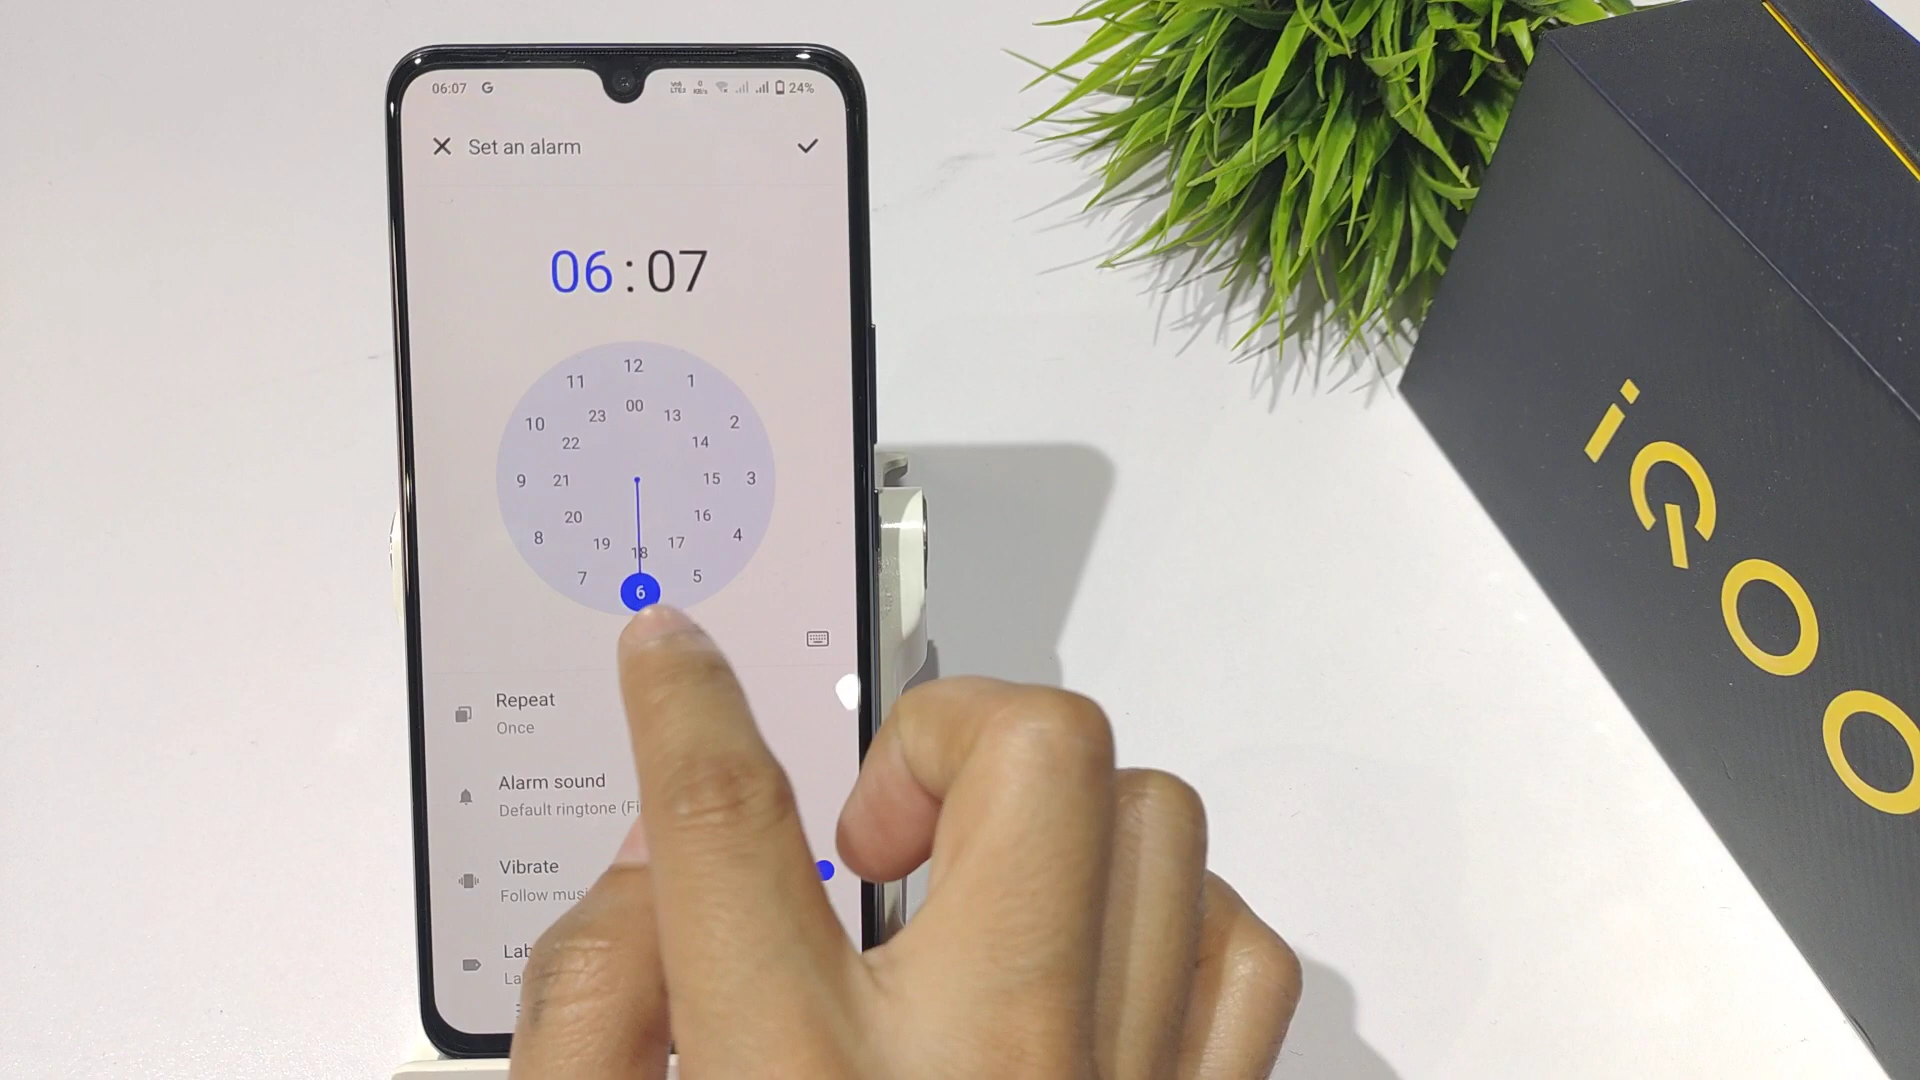 06:07 G 24%
Set an alarm
06:07
12
11 1
00
23 13
10 2
22 14
9 21 15 3
20 16
8 4
19 17
18
7 5
6
Repeat
Once
Alarm sound
Default ringtone (Fi
Vibrate
Follow musi
Lab
La
iQOO